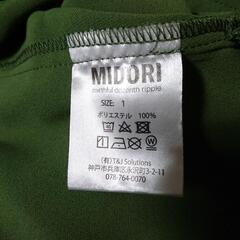 MIDORI
ripple
SIZE: 1
ポリエステル 100%
(有)T&J Solutions
神戸市兵庫区永沢町3-2-11
078-764-0070